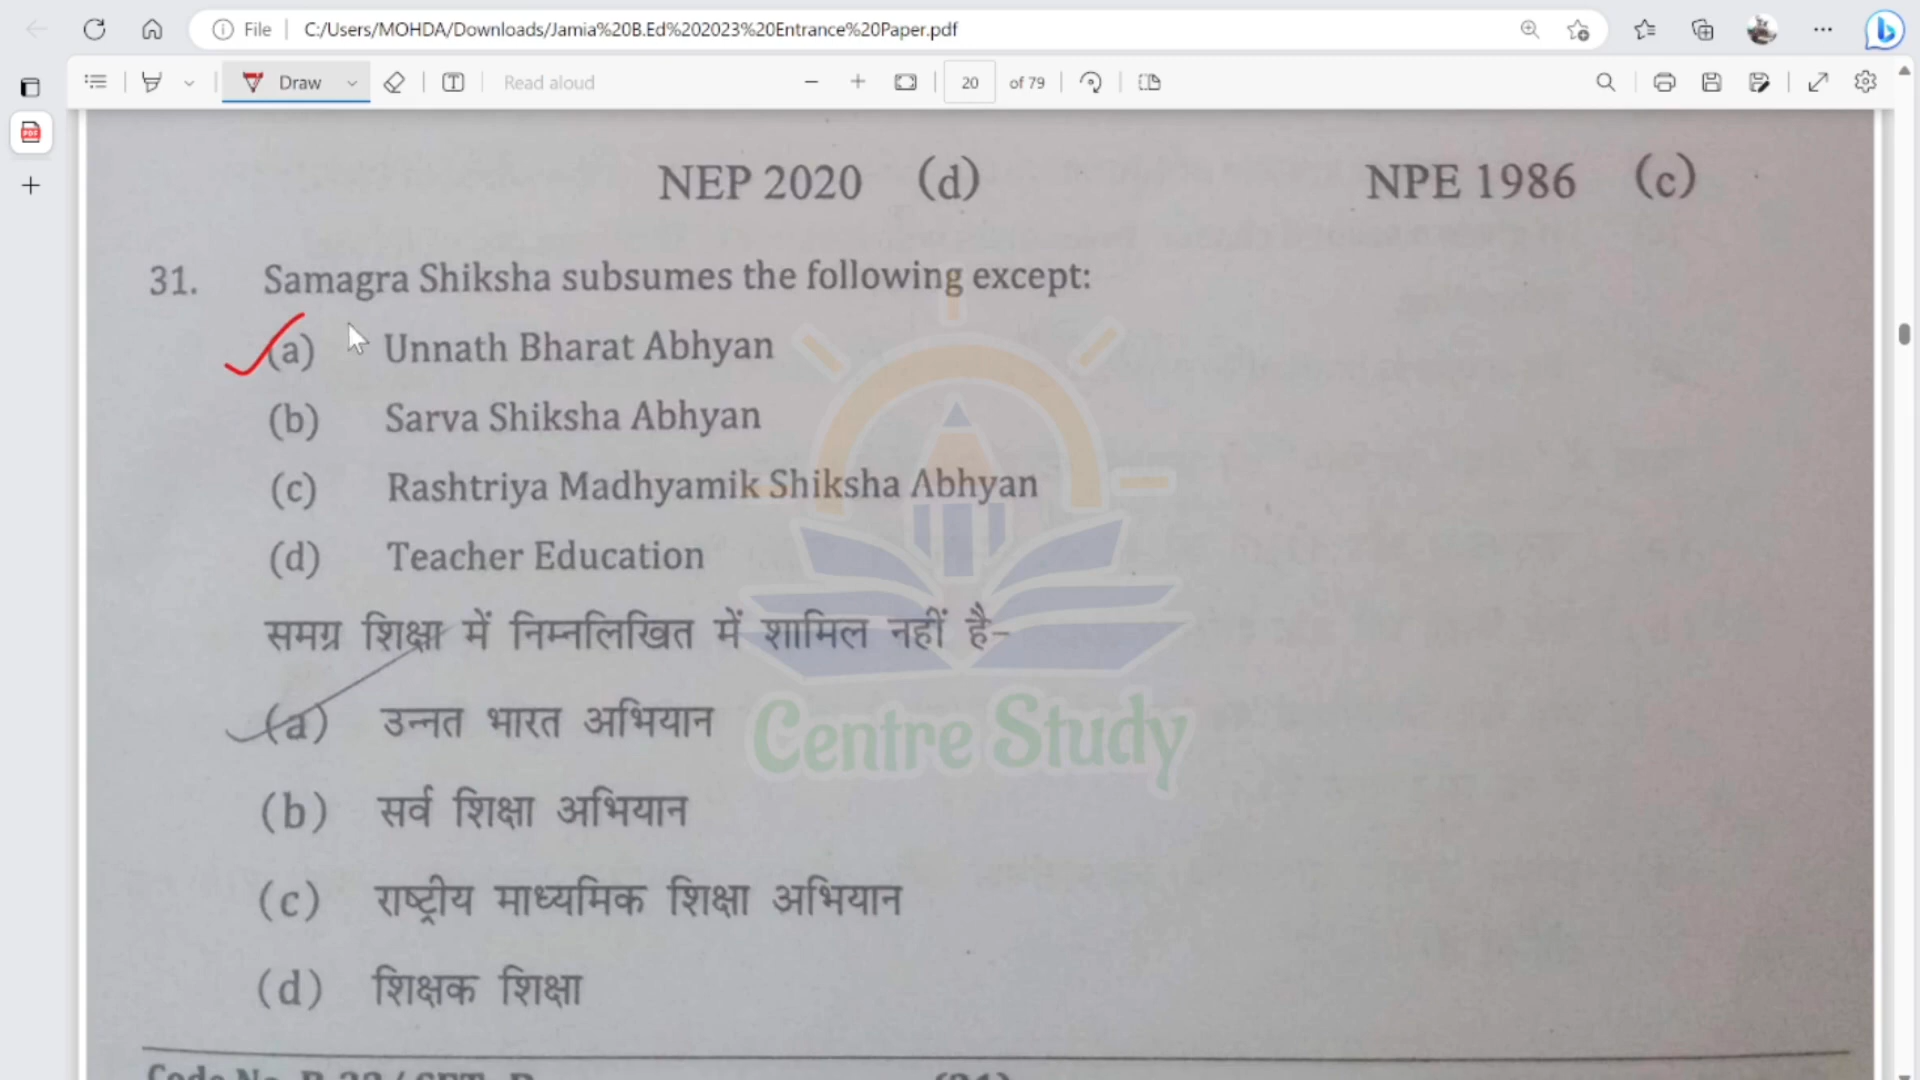 File C:/Users/MOHDA/Downloads/Jamia%20B.Ed%202023%20Entrance%20Paper.pdf
Draw Read aloud 20 of 79
NEP 2020 (d) NPE 1986 (c)
31. Samagra Shiksha subsumes the following except:
(a) Unnath Bharat Abhyan
(b) Sarva Shiksha Abhyan
(c) Rashtriya Madhyamik Shiksha Abhyan
(d) Teacher Education
समग्र शिक्षा में निम्नलिखित में शामिल नहीं है–
(a) उन्नत भारत अभियान
Centre Study
(b) सर्व शिक्षा अभियान
(c) राष्ट्रीय माध्यमिक शिक्षा अभियान
(d) शिक्षक शिक्षा